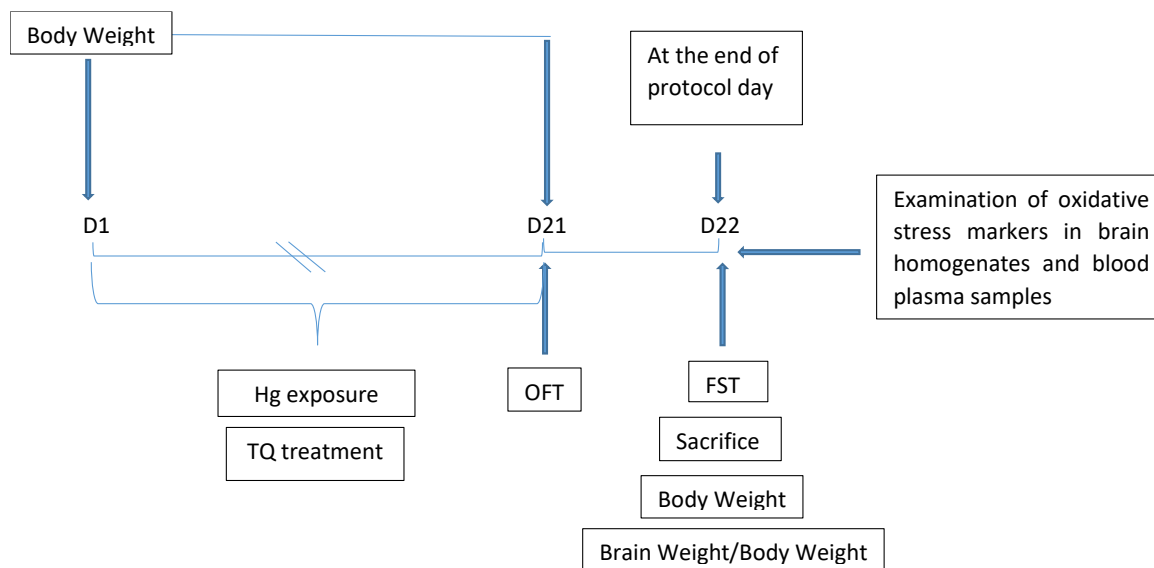 Body Weight
At the end of
protocol day
D1
D21
D22
Examination of oxidative
stress markers in brain
homogenates and blood
plasma samples
Hg exposure
TQ treatment
OFT
FST
Sacrifice
Body Weight
Brain Weight/Body Weight